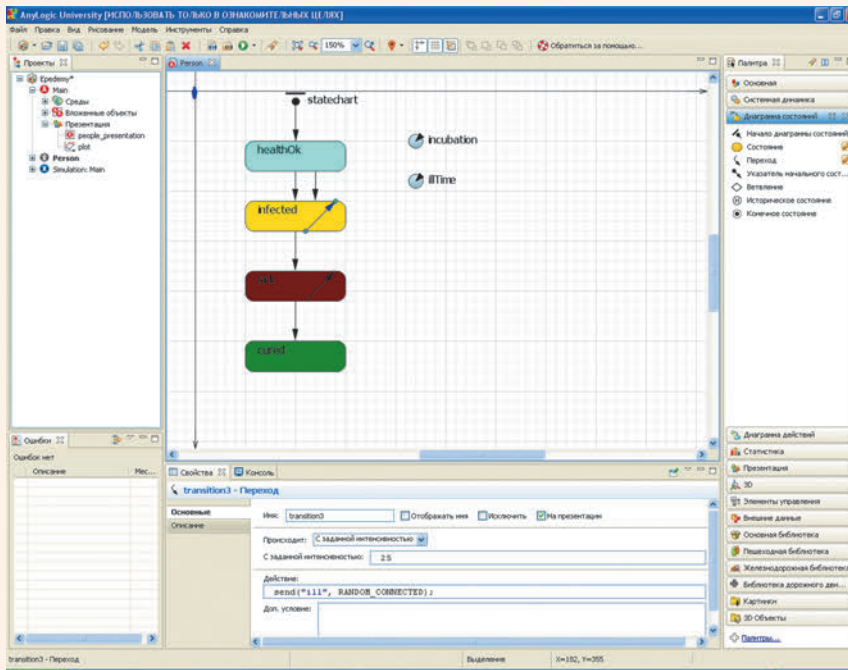 AnyLogic University [ИСПОЛЬЗОВАТЬ ТОЛЬКО В ОЗНАКОМИТЕЛЬНЫХ ЦЕЛЯХ]
Файл Правка Вид Рисование Модель Инструменты Справка
150% Обратиться за помощью...
Проекты
Epedemy*
Main
Среды
Вложенные объекты
Презентация
people_presentation
plot
Person
Simulation: Main
Person
statechart
healthOk
incubation
illTime
infected
sick
cured
Палитра
Основная
Системная динамика
Диаграмма состояний
Начало диаграммы состояний
Состояние
Переход
Указатель начального сост...
Ветвление
Историческое состояние
Конечное состояние
Диаграмма действий
Статистика
Презентация
3D
Элементы управления
Внешние данные
Основная библиотека
Пешеходная библиотека
Железнодорожная библиотека
Библиотека дорожного дви...
Картинки
3D Объекты
Палитры...
Ошибки
Ошибок нет
Описание Мес...
Свойства Консоль
transition3 - Переход
Основные
Описание
Имя: transition3 Отображать имя Исключить На презентации
Происходит: С заданной интенсивностью
С заданной интенсивностью:
Действие:
send("ill", RANDOM_CONNECTED);
Доп. условие:
transition3 - Переход Выделение X=182, Y=355